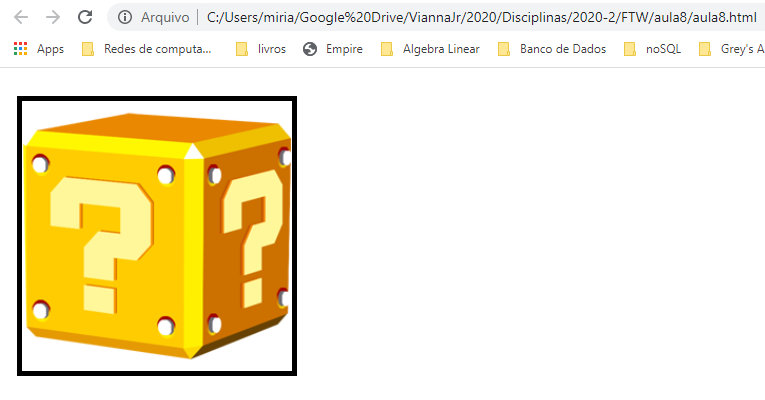 Arquivo | C:/Users/miria/Google%20Drive/ViannaJr/2020/Disciplinas/2020-2/FTW/aula8/aula8.html
Apps Redes de computa... livros Empire Algebra Linear Banco de Dados noSQL Grey's A
? ?